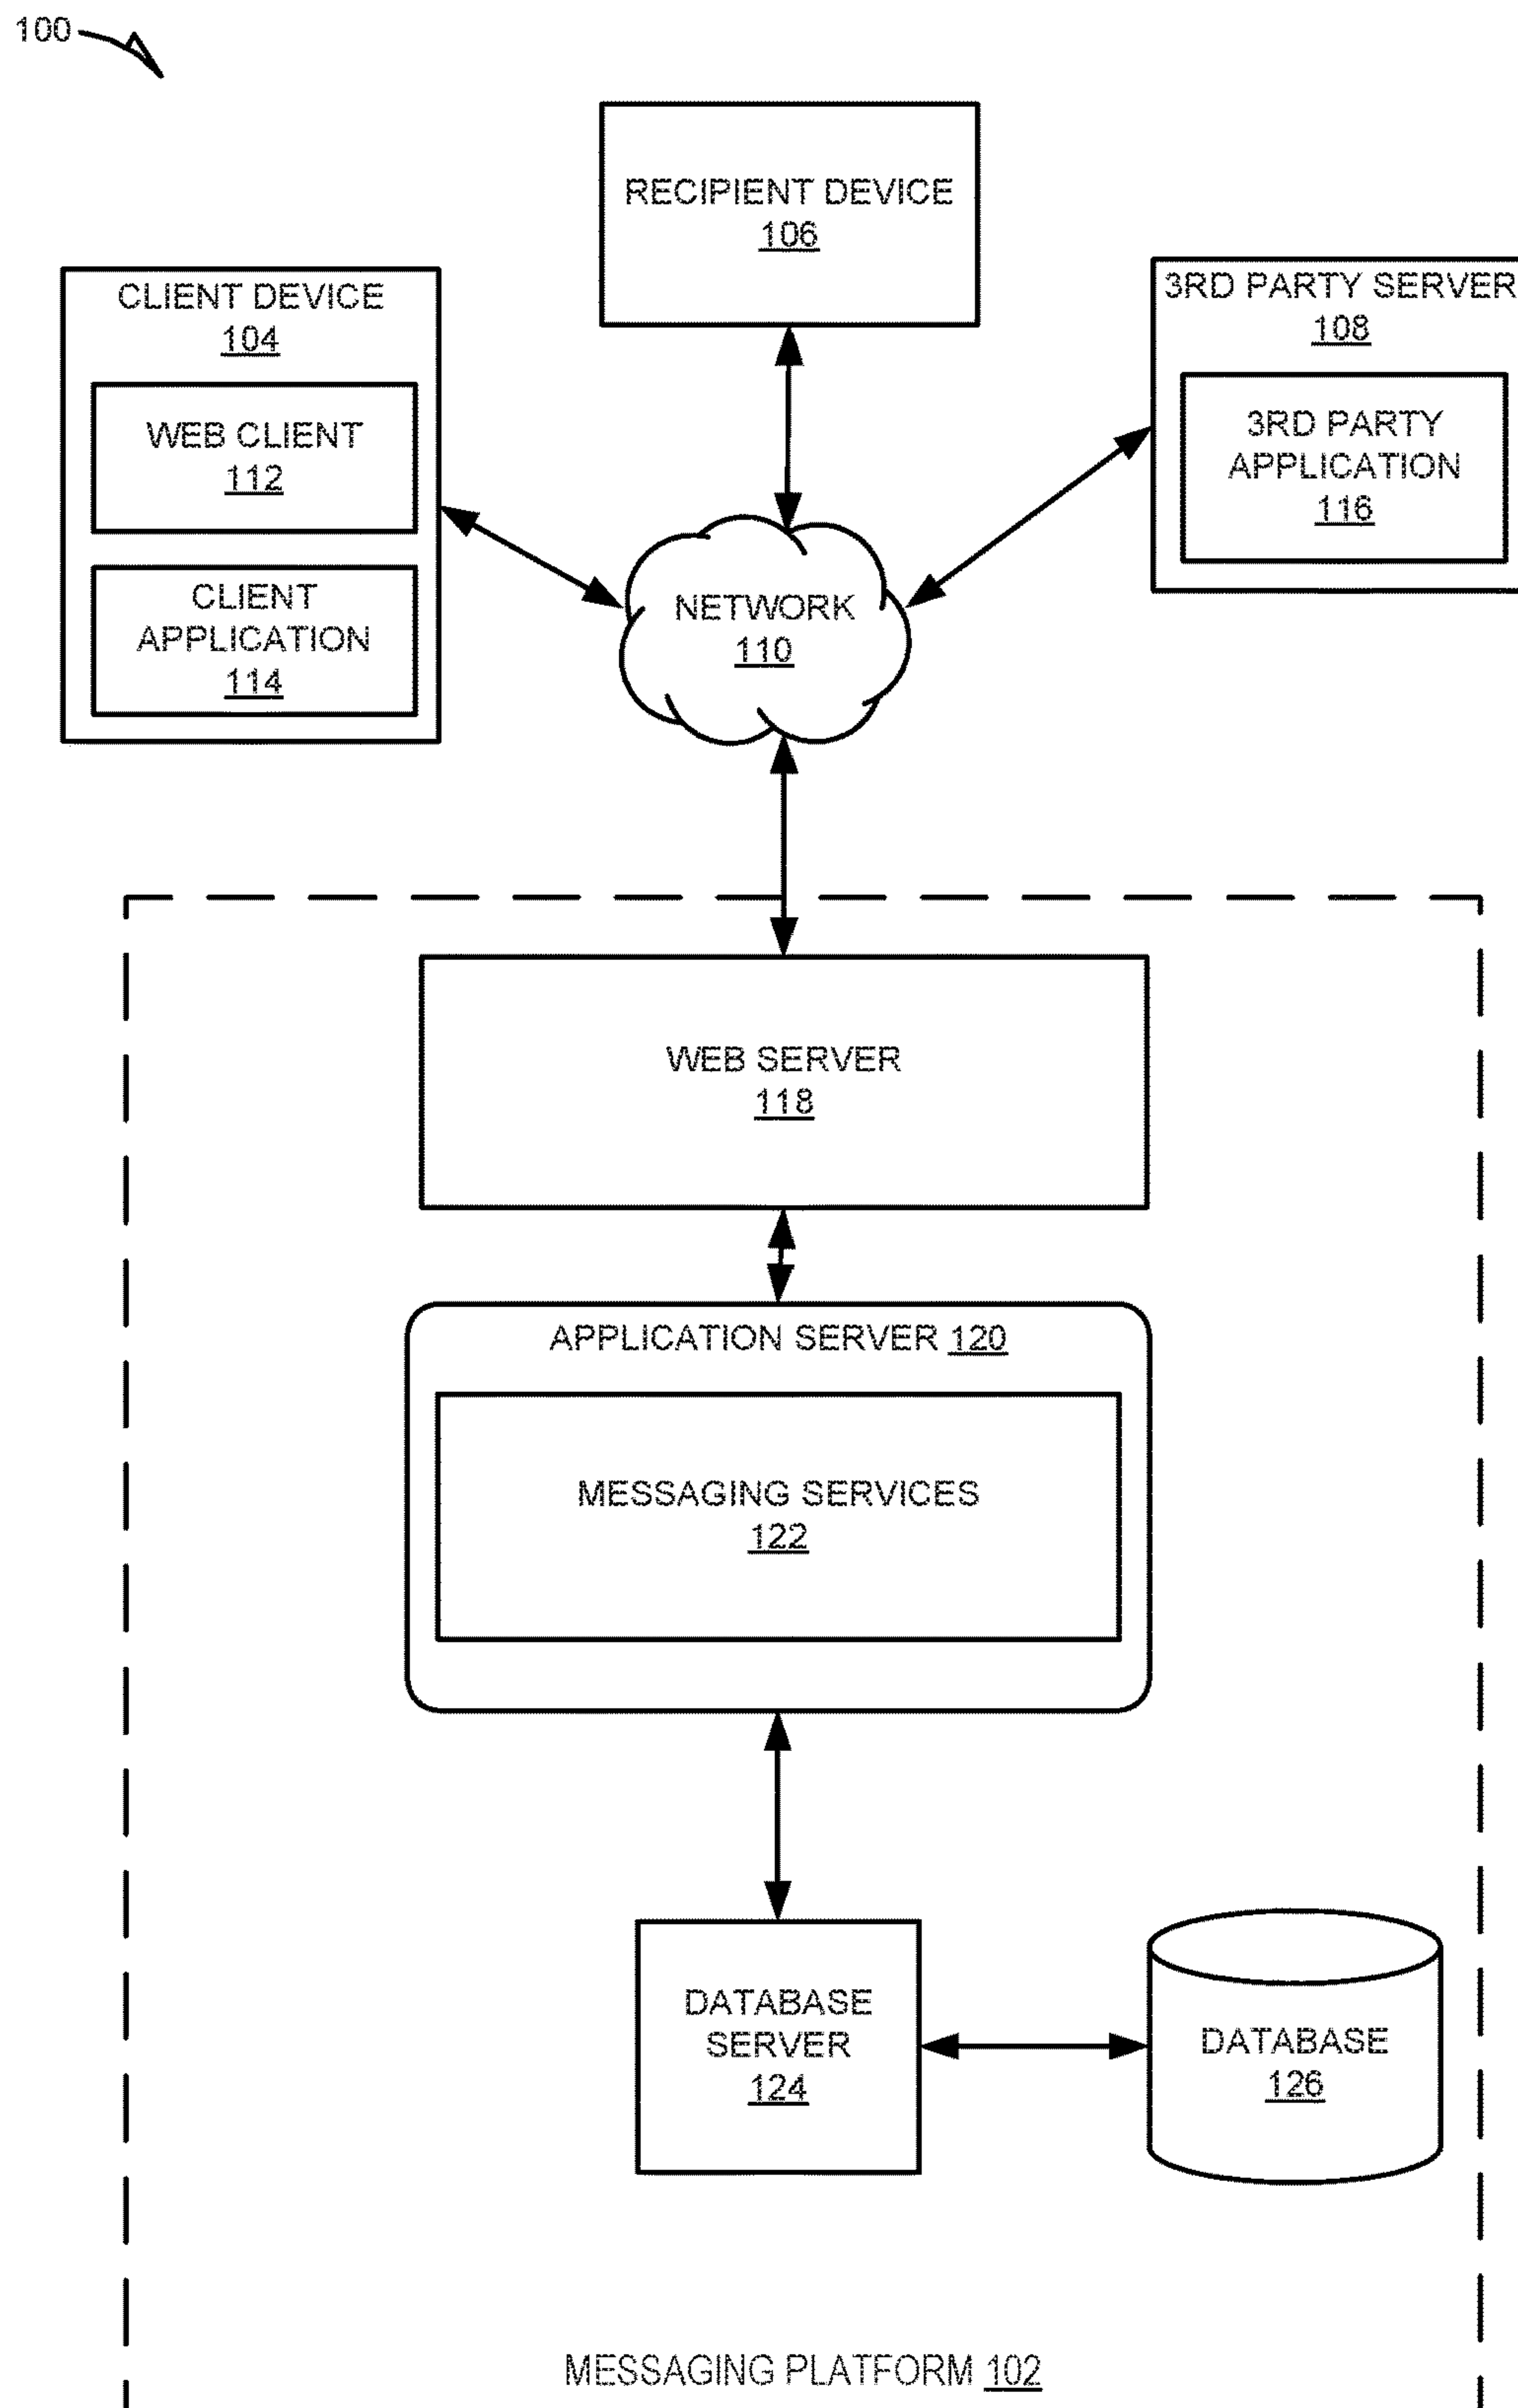 100
RECIPIENT DEVICE
106
CLIENT DEVICE
104
WEB CLIENT
112
CLIENT
APPLICATION
114
3RD PARTY SERVER
108
3RD PARTY
APPLICATION
116
NETWORK
110
WEB SERVER
118
APPLICATION SERVER 120
MESSAGING SERVICES
122
DATABASE
SERVER
124
DATABASE
126
MESSAGING PLATFORM 102